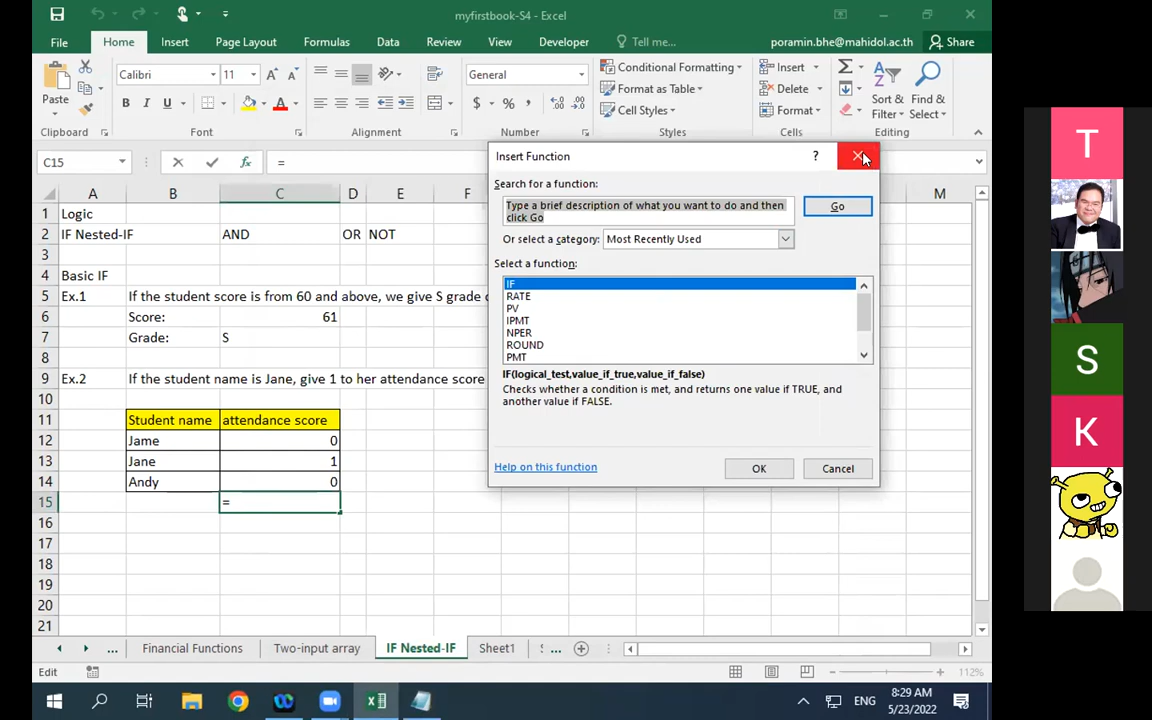 myfirstbook-S4 - Excel
File Home Insert Page Layout Formulas Data Review View Developer Tell me... poramin.bhe@mahidol.ac.th Share
Calibri 11 General Conditional Formatting Insert
Paste Format as Table Delete Sort & Find &
B I U A $ % , Cell Styles Format Filter Select
Clipboard Font Alignment Number Styles Cells Editing
C15 fx =
A B C D E F M
1 Logic
2 IF Nested-IF AND OR NOT
3
4 Basic IF
5 Ex.1 If the student score is from 60 and above, we give S grade
6 Score: 61
7 Grade: S
8
9 Ex.2 If the student name is Jane, give 1 to her attendance score
10
11 Student name attendance score
12 Jame 0
13 Jane 1
14 Andy 0
15 =
16
17
18
19
20
21
Insert Function ?
Search for a function:
Type a brief description of what you want to do and then
click Go
Go
Or select a category: Most Recently Used
Select a function:
IF
RATE
PV
IPMT
NPER
ROUND
PMT
IF(logical_test,value_if_true,value_if_false)
Checks whether a condition is met, and returns one value if TRUE, and
another value if FALSE.
Help on this function OK Cancel
... Financial Functions Two-input array IF Nested-IF Sheet1 ...
Edit 112%
ENG 8:29 AM
5/23/2022
T
S
K